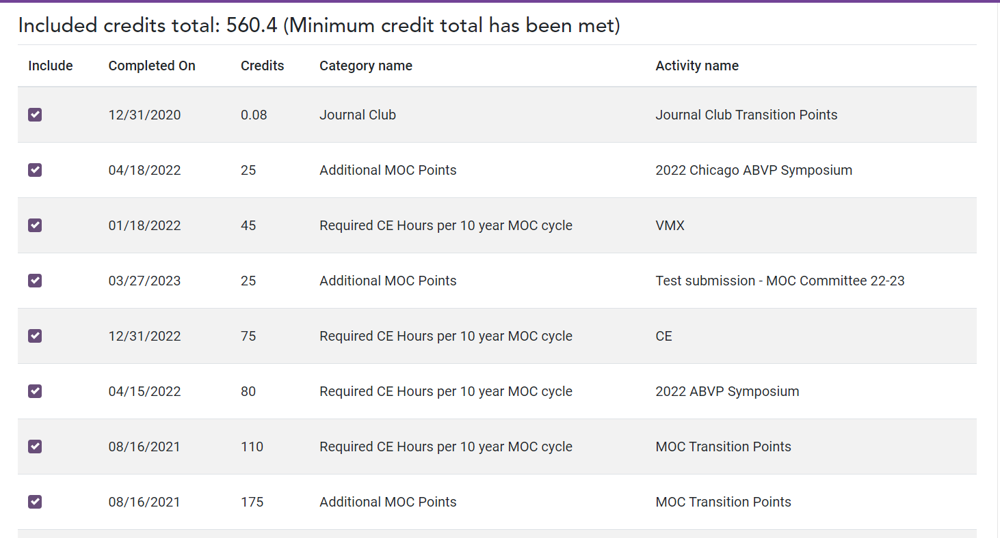 Included credits total: 560.4 (Minimum credit total has been met)
Include Completed On Credits Category name Activity name
12/31/2020 0.08 Journal Club Journal Club Transition Points
04/18/2022 25 Additional MOC Points 2022 Chicago ABVP Symposium
01/18/2022 45 Required CE Hours per 10 year MOC cycle VMX
03/27/2023 25 Additional MOC Points Test submission - MOC Committee 22-23
12/31/2022 75 Required CE Hours per 10 year MOC cycle CE
04/15/2022 80 Required CE Hours per 10 year MOC cycle 2022 ABVP Symposium
08/16/2021 110 Required CE Hours per 10 year MOC cycle MOC Transition Points
08/16/2021 175 Additional MOC Points MOC Transition Points